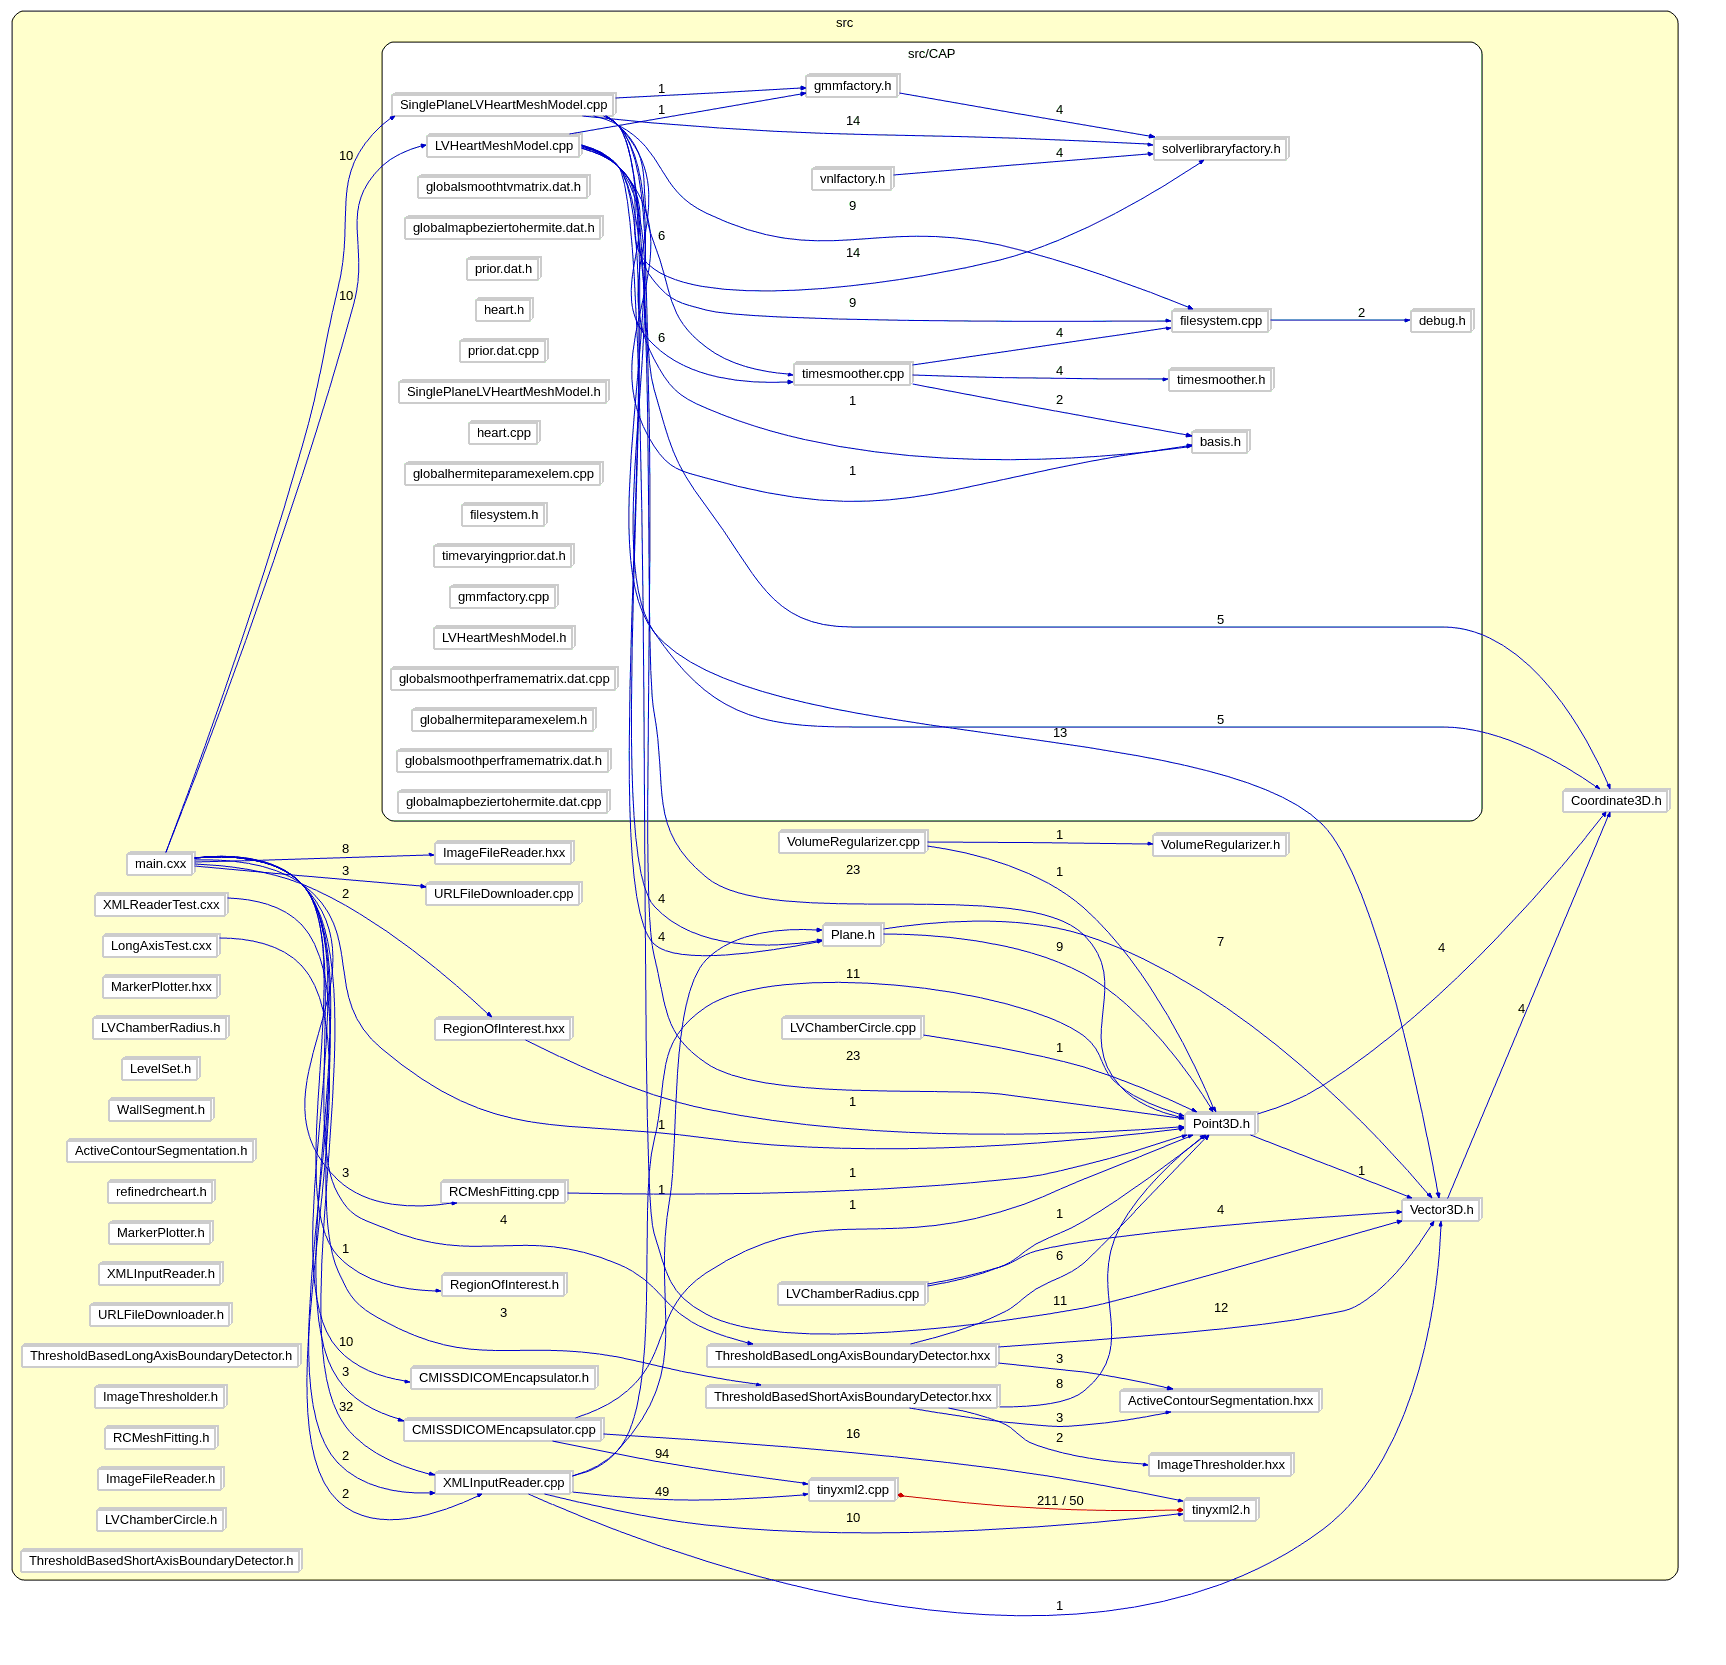 src
src/CAP
SinglePlaneLVHeartMeshModel.cpp
1
gmmfactory.h
1
4
14
LVHeartMeshModel.cpp
solverlibraryfactory.h
10
4
globalsmoothtvmatrix.dat.h
vnlfactory.h
9
globalmapbeziertohermite.dat.h
6
14
prior.dat.h
10
heart.h
9
filesystem.cpp
2
debug.h
6
4
prior.dat.cpp
timesmoother.cpp
4
timesmoother.h
SinglePlaneLVHeartMeshModel.h
1
2
heart.cpp
basis.h
globalhermiteparamexelem.cpp
1
filesystem.h
timevaryingprior.dat.h
gmmfactory.cpp
5
LVHeartMeshModel.h
globalsmoothperframematrix.dat.cpp
globalhermiteparamexelem.h
5
13
globalsmoothperframematrix.dat.h
globalmapbeziertohermite.dat.cpp
Coordinate3D.h
main.cxx
8
ImageFileReader.hxx
VolumeRegularizer.cpp
1
VolumeRegularizer.h
3
23
1
XMLReaderTest.cxx
2
URLFileDownloader.cpp
4
LongAxisTest.cxx
4
Plane.h
9
7
4
MarkerPlotter.hxx
11
4
LVChamberRadius.h
RegionOfInterest.hxx
LVChamberCircle.cpp
1
LevelSet.h
23
WallSegment.h
1
1
Point3D.h
ActiveContourSegmentation.h
3
1
1
refinedrcheart.h
RCMeshFitting.cpp
1
1
Vector3D.h
MarkerPlotter.h
4
1
4
XMLInputReader.h
1
6
RegionOfInterest.h
LVChamberRadius.cpp
URLFileDownloader.h
3
11
12
ThresholdBasedLongAxisBoundaryDetector.h
10
ThresholdBasedLongAxisBoundaryDetector.hxx
3
3
CMISSDICOMEncapsulator.h
8
ImageThresholder.h
32
ThresholdBasedShortAxisBoundaryDetector.hxx
ActiveContourSegmentation.hxx
3
RCMeshFitting.h
CMISSDICOMEncapsulator.cpp
16
2
2
94
ImageThresholder.hxx
ImageFileReader.h
XMLInputReader.cpp
49
tinyxml2.cpp
2
211 / 50
tinyxml2.h
LVChamberCircle.h
10
ThresholdBasedShortAxisBoundaryDetector.h
1